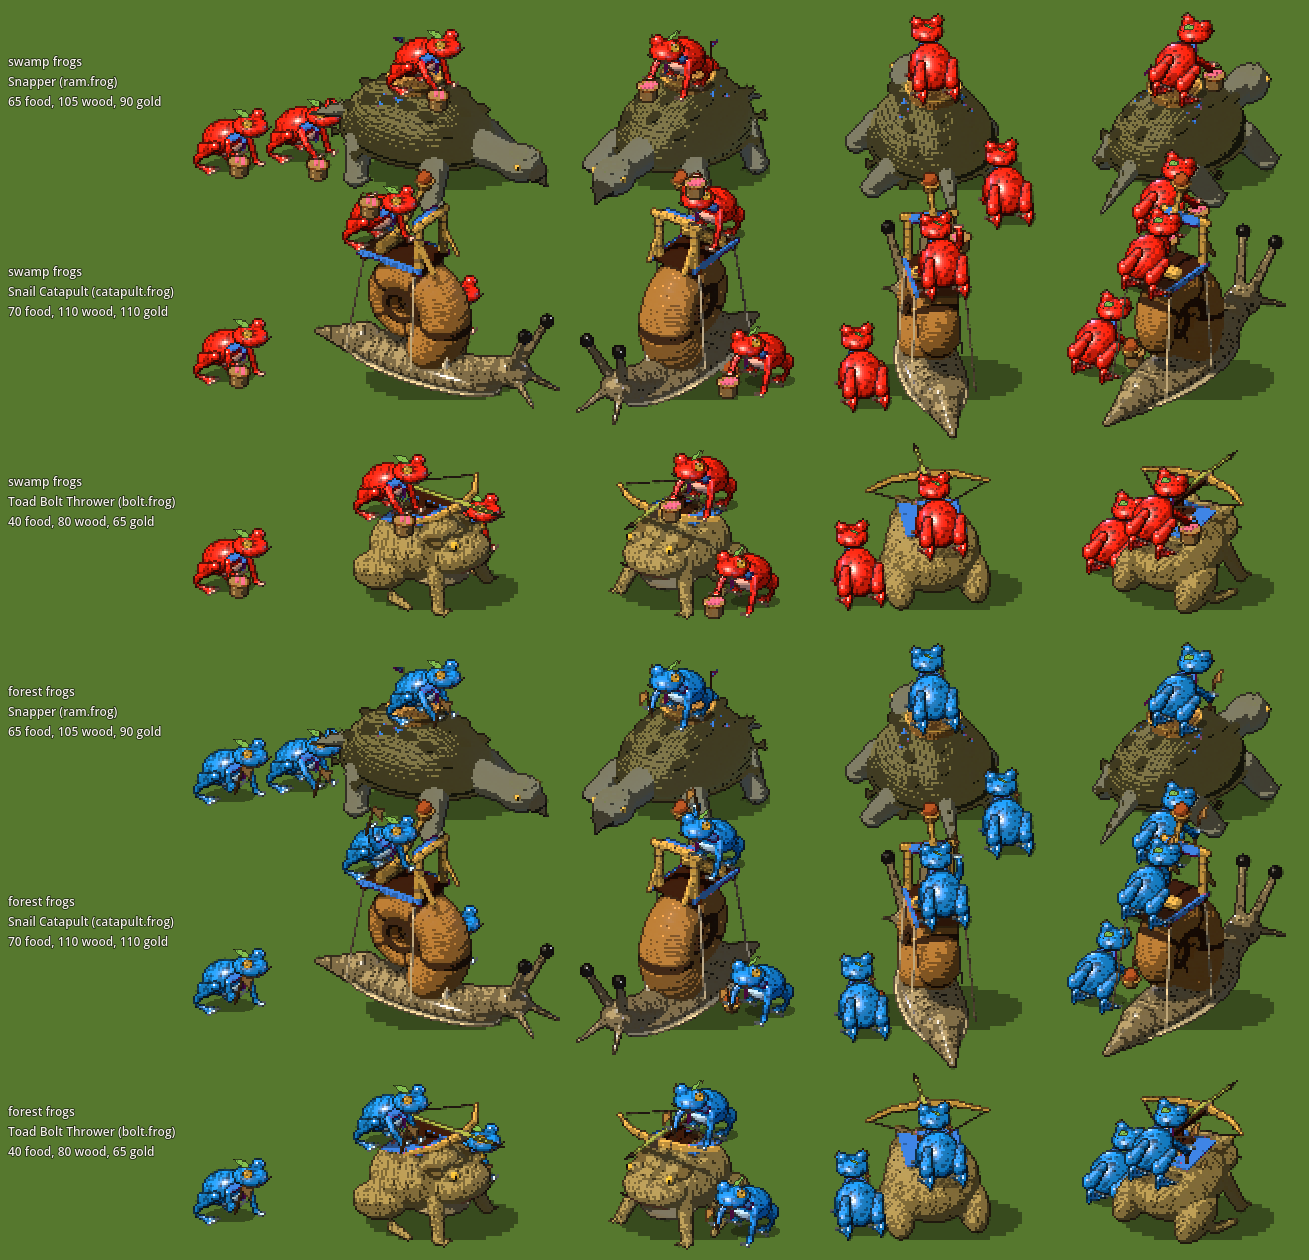 swamp frogs
Snapper (ram.frog)
65 food, 105 wood, 90 gold
swamp frogs
Snail Catapult (catapult.frog)
70 food, 110 wood, 110 gold
swamp frogs
Toad Bolt Thrower (bolt.frog)
40 food, 80 wood, 65 gold
forest frogs
Snapper (ram.frog)
65 food, 105 wood, 90 gold
forest frogs
Snail Catapult (catapult.frog)
70 food, 110 wood, 110 gold
forest frogs
Toad Bolt Thrower (bolt.frog)
40 food, 80 wood, 65 gold